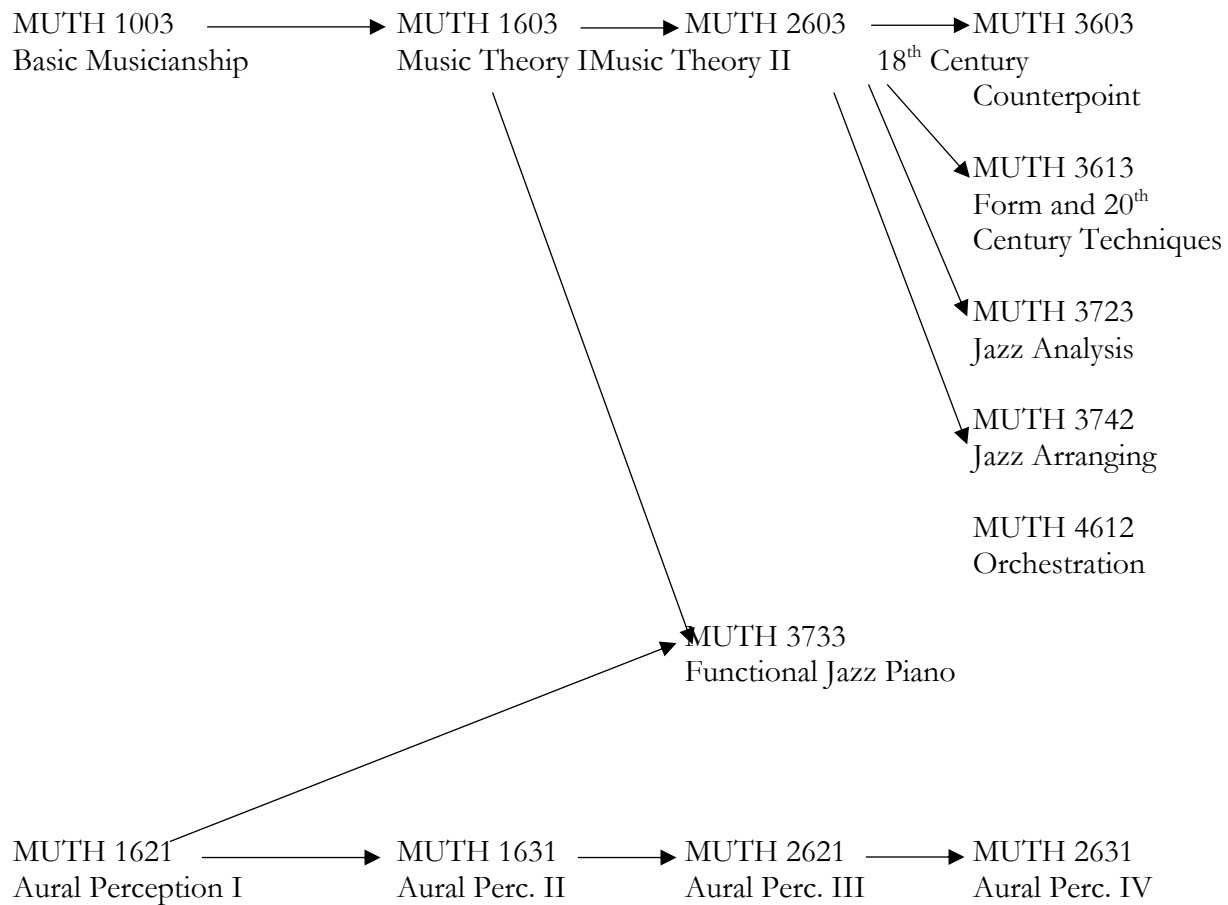 MUTH 1003 MUTH 1603 MUTH 2603 MUTH 3603
Basic Musicianship Music Theory IMusic Theory II 18th Century
Counterpoint
MUTH 3613
Form and 20th
Century Techniques
MUTH 3723
Jazz Analysis
MUTH 3742
Jazz Arranging
MUTH 4612
Orchestration
MUTH 3733
Functional Jazz Piano
MUTH 1621 MUTH 1631 MUTH 2621 MUTH 2631
Aural Perception I Aural Perc. II Aural Perc. III Aural Perc. IV